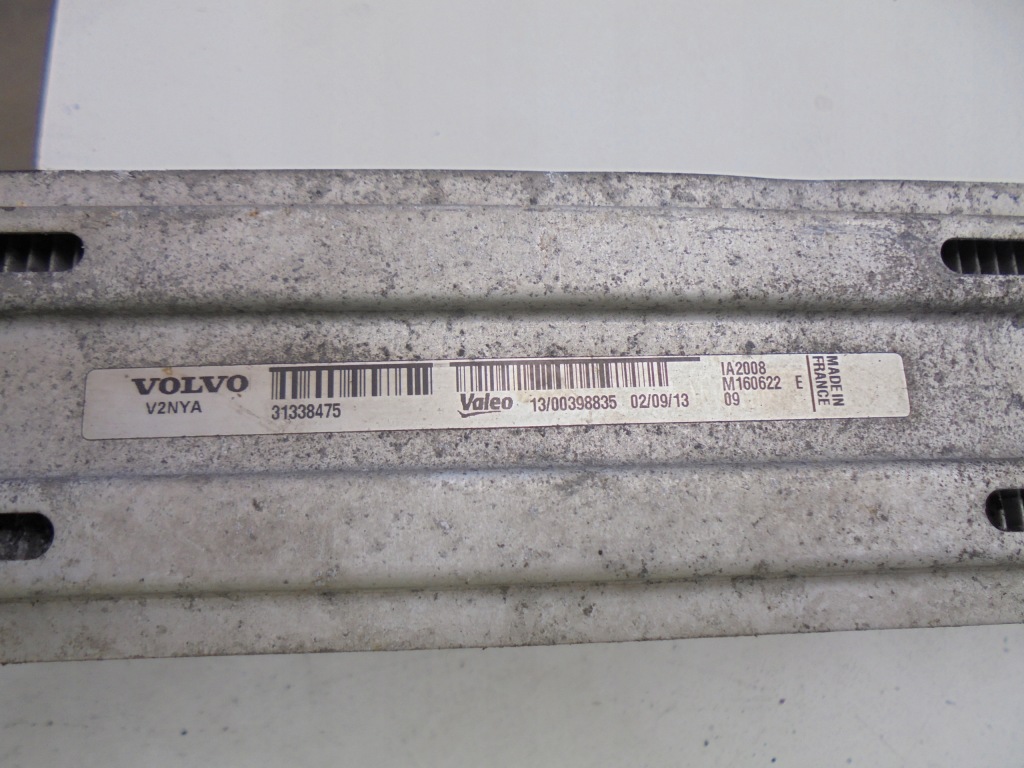 VOLVO
V2NYA
31338475
Valeo 13/00398835 02/09/13
IA2008
M160622 E
09
MADE IN
FRANCE